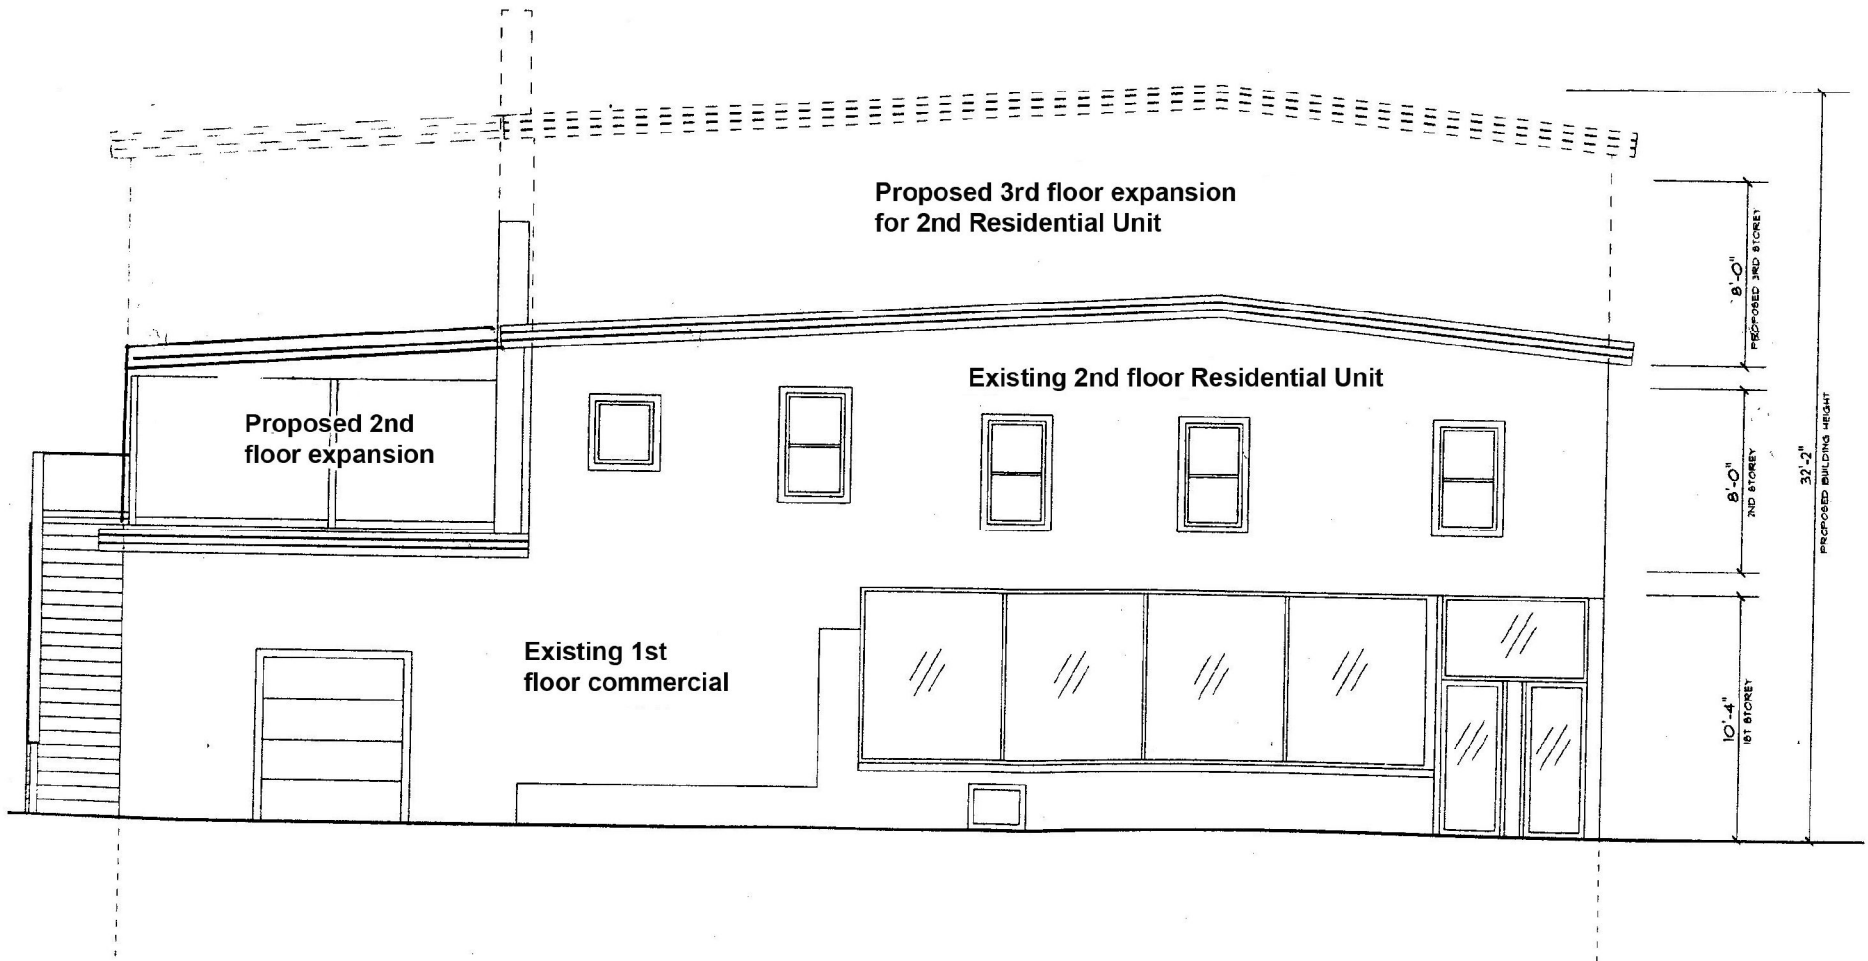 Proposed 3rd floor expansion
for 2nd Residential Unit
Existing 2nd floor Residential Unit
Proposed 2nd
floor expansion
Existing 1st
floor commercial
8'-0"
PROPOSED 3RD STOREY
8'-0"
2ND STOREY
10'-4"
1ST STOREY
32'-2"
PROPOSED BUILDING HEIGHT